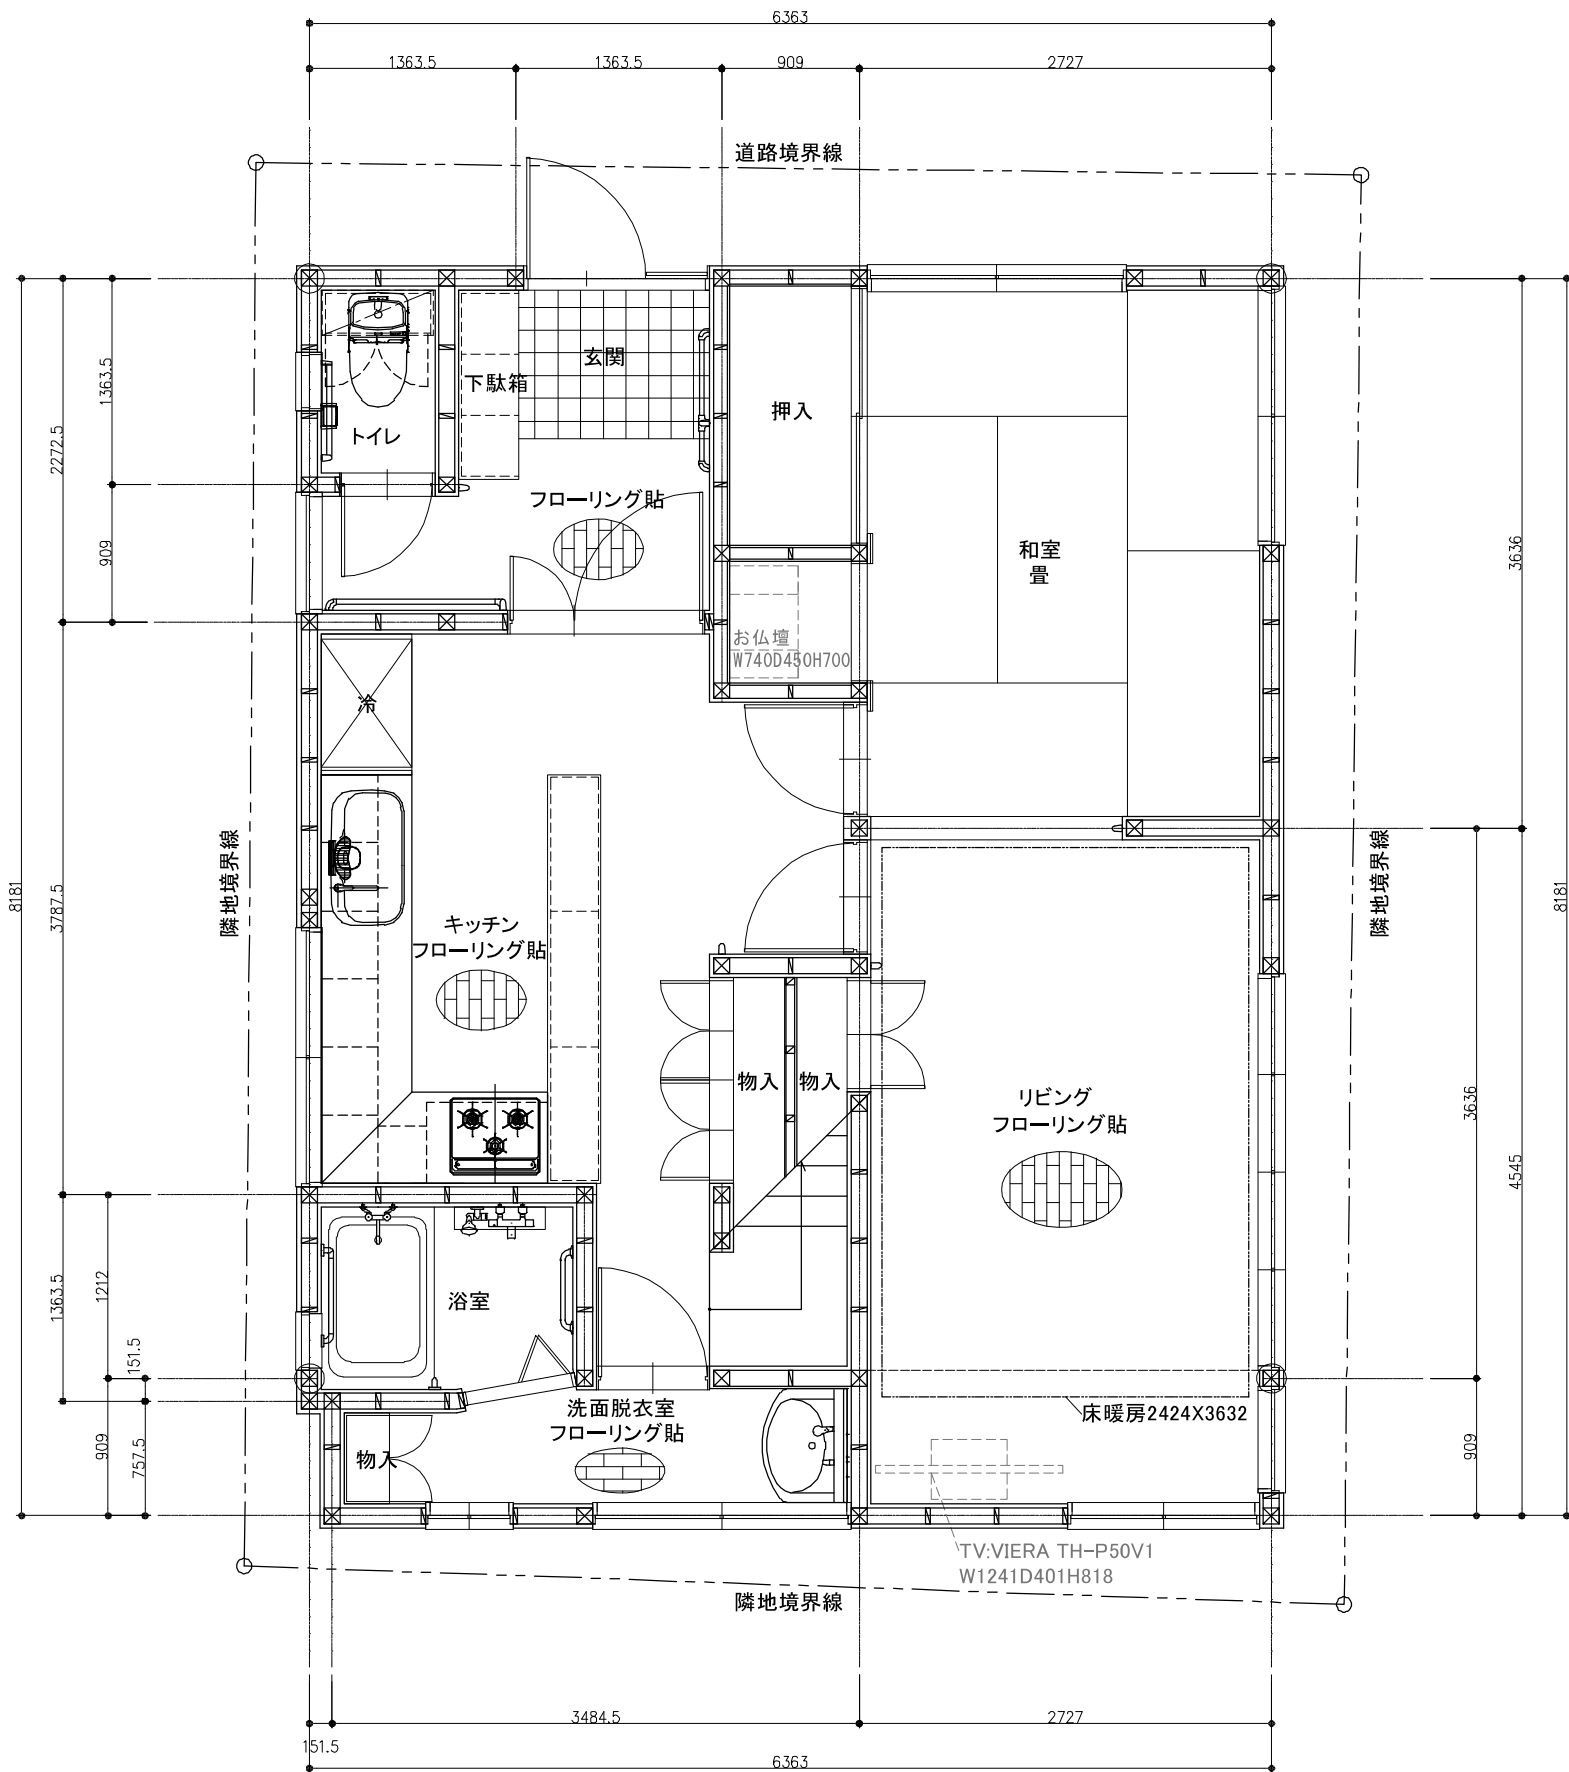 6363
1363.5
1363.5
909
2727
道路境界線
玄関
下駄箱
トイレ
押入
フローリング貼
和室
畳
お仏壇
W740D450H700
冷
キッチン
フローリング貼
物入
物入
リビング
フローリング貼
浴室
洗面脱衣室
フローリング貼
物入
床暖房2424X3632
TV:VIERA TH-P50V1
W1241D401H818
隣地境界線
隣地境界線
隣地境界線
8181
2272.5
3787.5
1363.5
1363.5
909
1212
909
151.5
757.5
3636
4545
3636
909
8181
3484.5
2727
151.5
6363